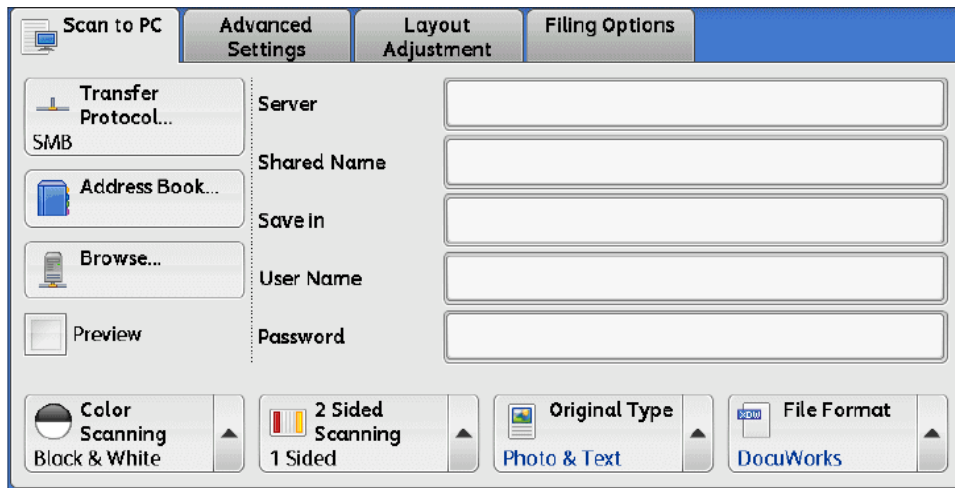 Scan to PC
Advanced
Settings
Layout
Adjustment
Filing Options
Transfer
Protocol...
SMB
Address Book...
Browse...
Preview
Server
Shared Name
Save in
User Name
Password
Color
Scanning
Black & White
2 Sided
Scanning
1 Sided
Original Type
Photo & Text
XDW
File Format
DocuWorks